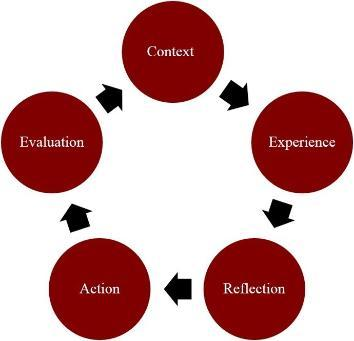 Context
Experience
Reflection
Action
Evaluation